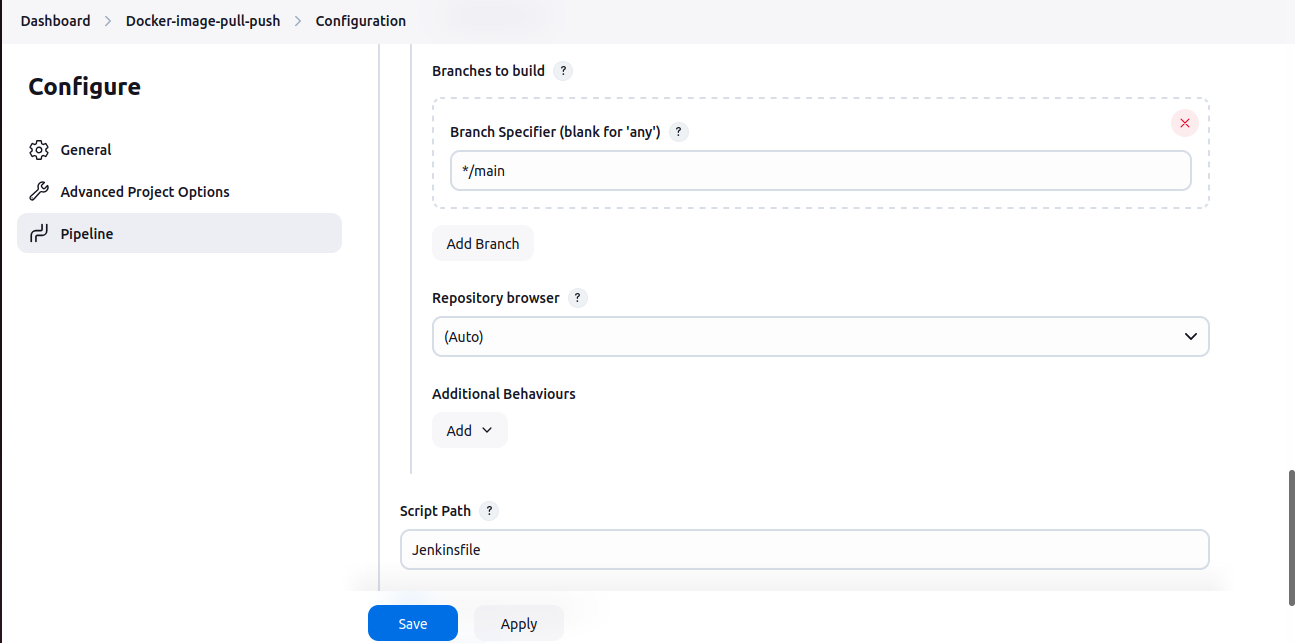 Dashboard > Docker-image-pull-push > Configuration
Configure
General
Advanced Project Options
Pipeline
Branches to build ?
Branch Specifier (blank for 'any') ?
*/main
Add Branch
Repository browser ?
(Auto)
Additional Behaviours
Add
Script Path ?
Jenkinsfile
Save Apply